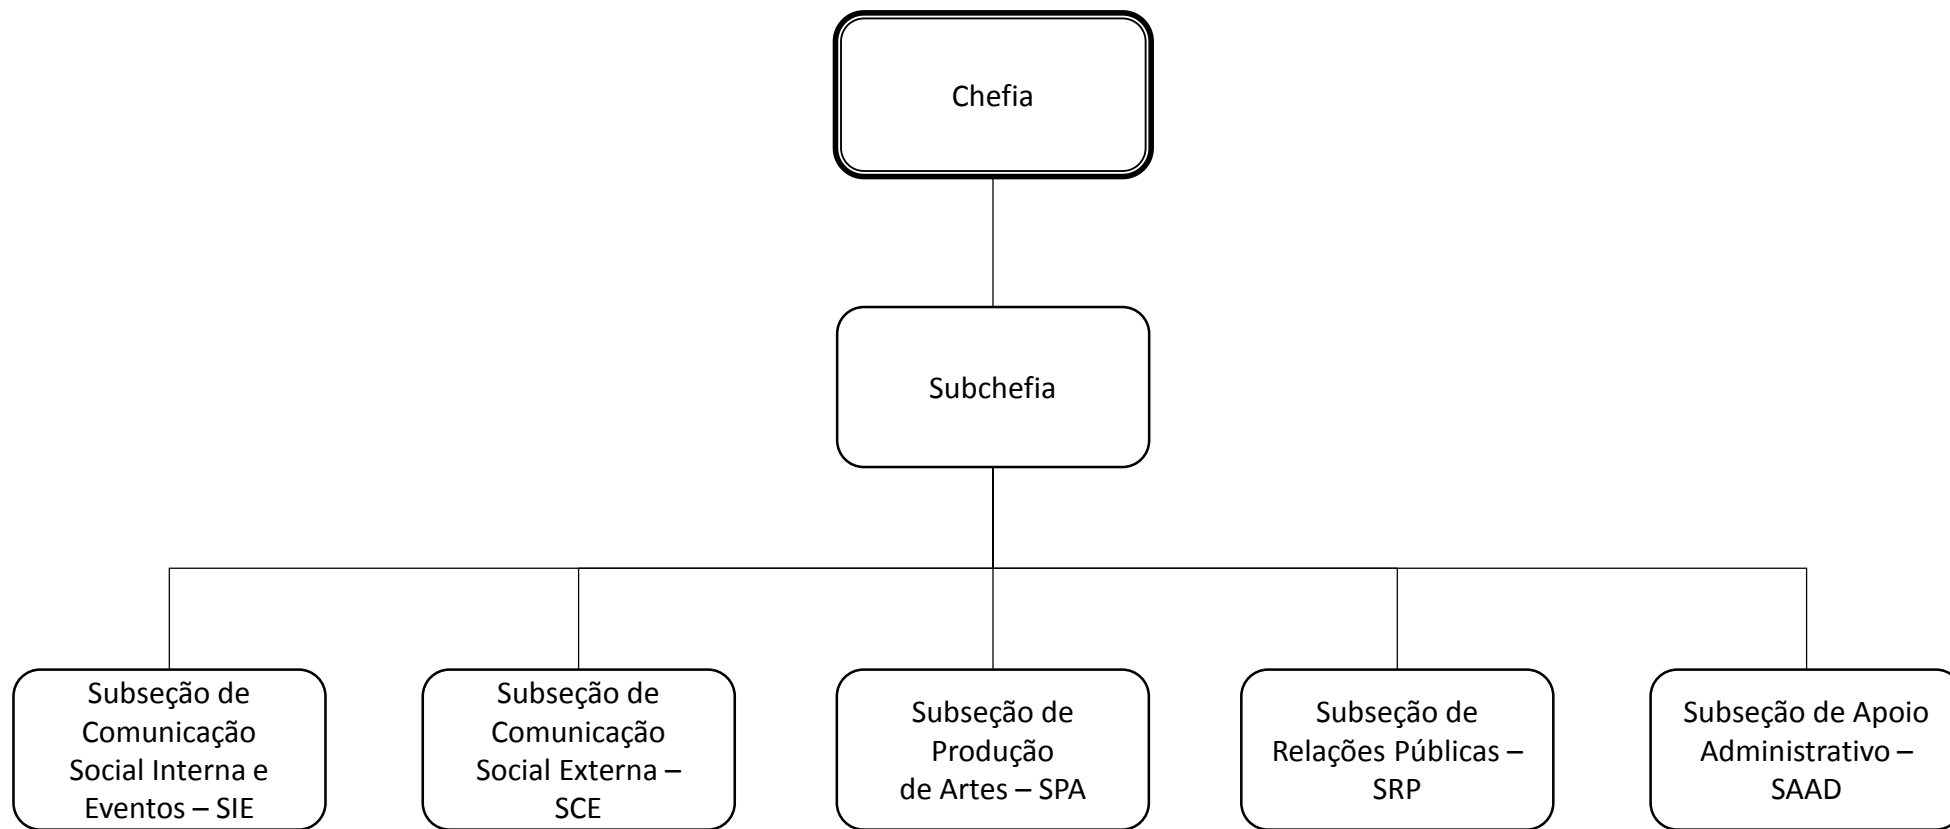 Chefia
Subchefia
Subseção de
Comunicação
Social Interna e
Eventos – SIE
Subseção de
Comunicação
Social Externa –
SCE
Subseção de
Produção
de Artes – SPA
Subseção de
Relações Públicas –
SRP
Subseção de Apoio
Administrativo –
SAAD